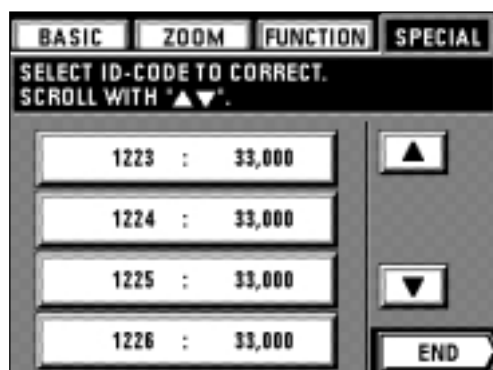 BASIC ZOOM FUNCTION SPECIAL
SELECT ID-CODE TO CORRECT.
SCROLL WITH "▲▼".
1223 : 33,000
1224 : 33,000
1225 : 33,000
1226 : 33,000
END